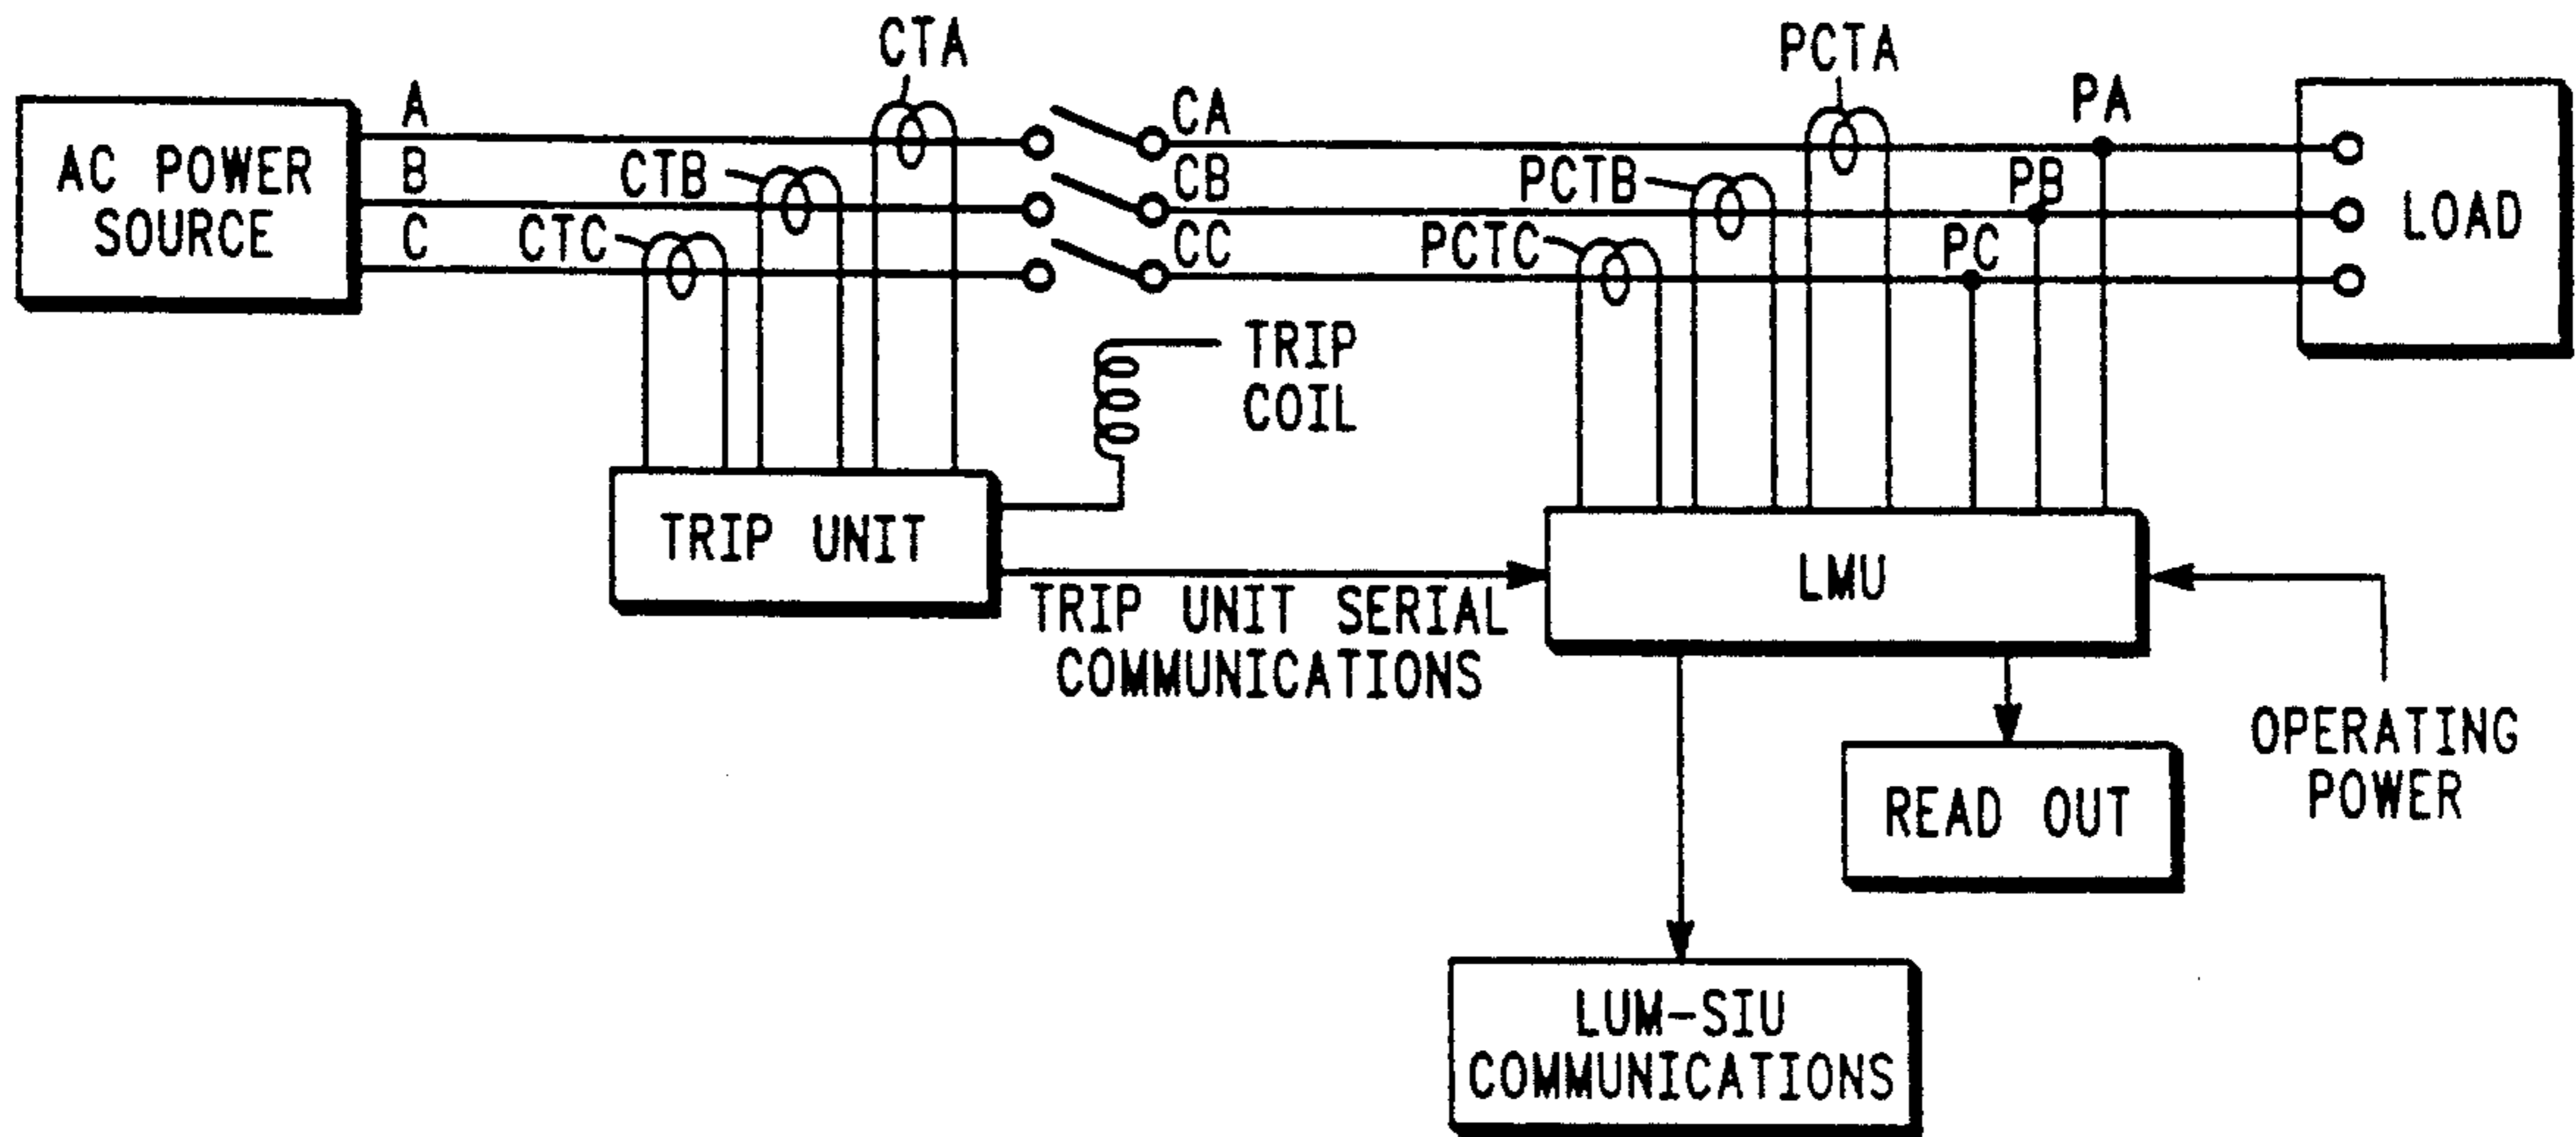 CTA
PCTA
A
CA
PA
AC POWER
SOURCE
B
CTB
CB
PCTB
PB
LOAD
C
CTC
CC
PCTC
PC
TRIP
COIL
TRIP UNIT
LMU
TRIP UNIT SERIAL
COMMUNICATIONS
OPERATING
POWER
READ OUT
LUM-SIU
COMMUNICATIONS